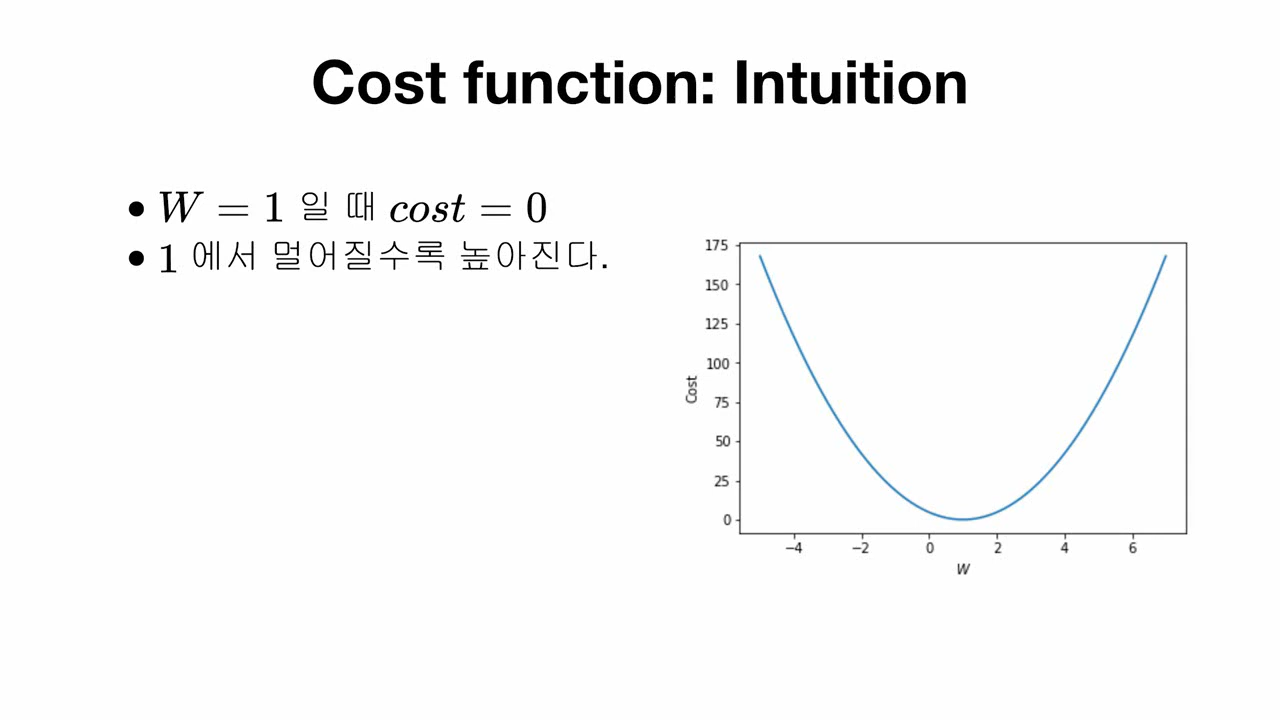 Cost function: Intuition
• W = 1 일 때 cost = 0
• 1 에서 멀어질수록 높아진다.
175
150
125
100
75
50
25
0
Cost
−4 −2 0 2 4 6
W